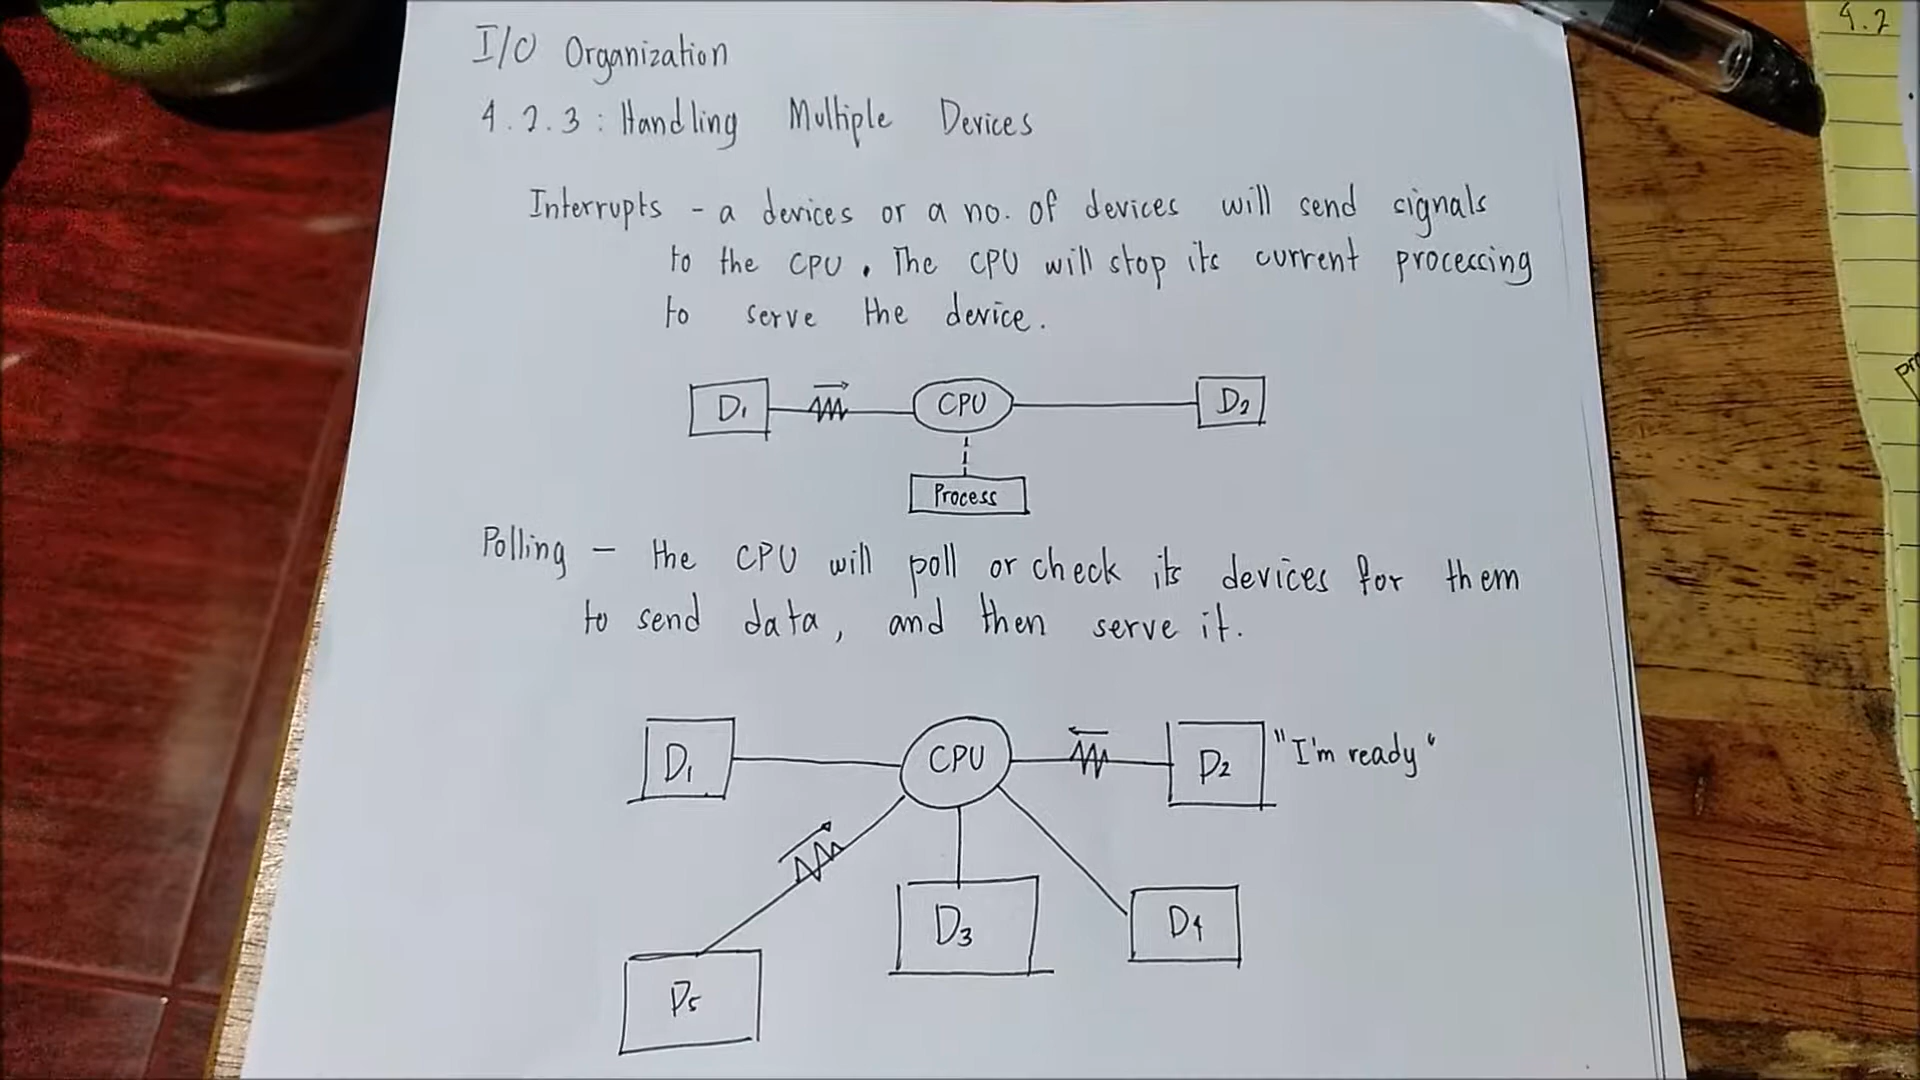 I/O Organization
4.2.3 : Handling Multiple Devices
Interrupts - a devices or a no. of devices will send signals
to the CPU. The CPU will stop its current processing
to serve the device.
D1 CPU D2
Process
Polling - the CPU will poll or check its devices for them
to send data, and then serve it.
D1 CPU D2 "I'm ready"
D3 D4
D5
4.2